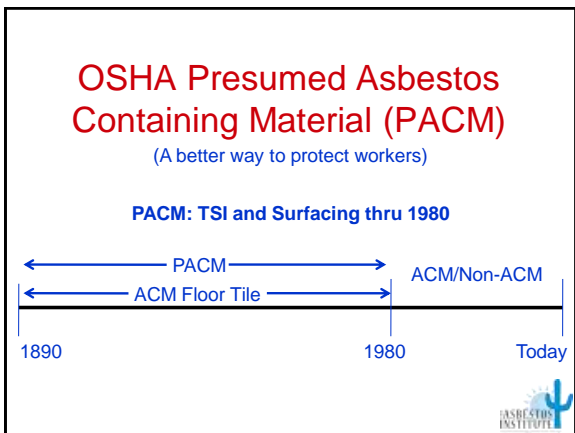 OSHA Presumed Asbestos
Containing Material (PACM)
(A better way to protect workers)
PACM: TSI and Surfacing thru 1980
PACM
ACM/Non-ACM
ACM Floor Tile
1890
1980
Today
ASBESTOS
INSTITUTE